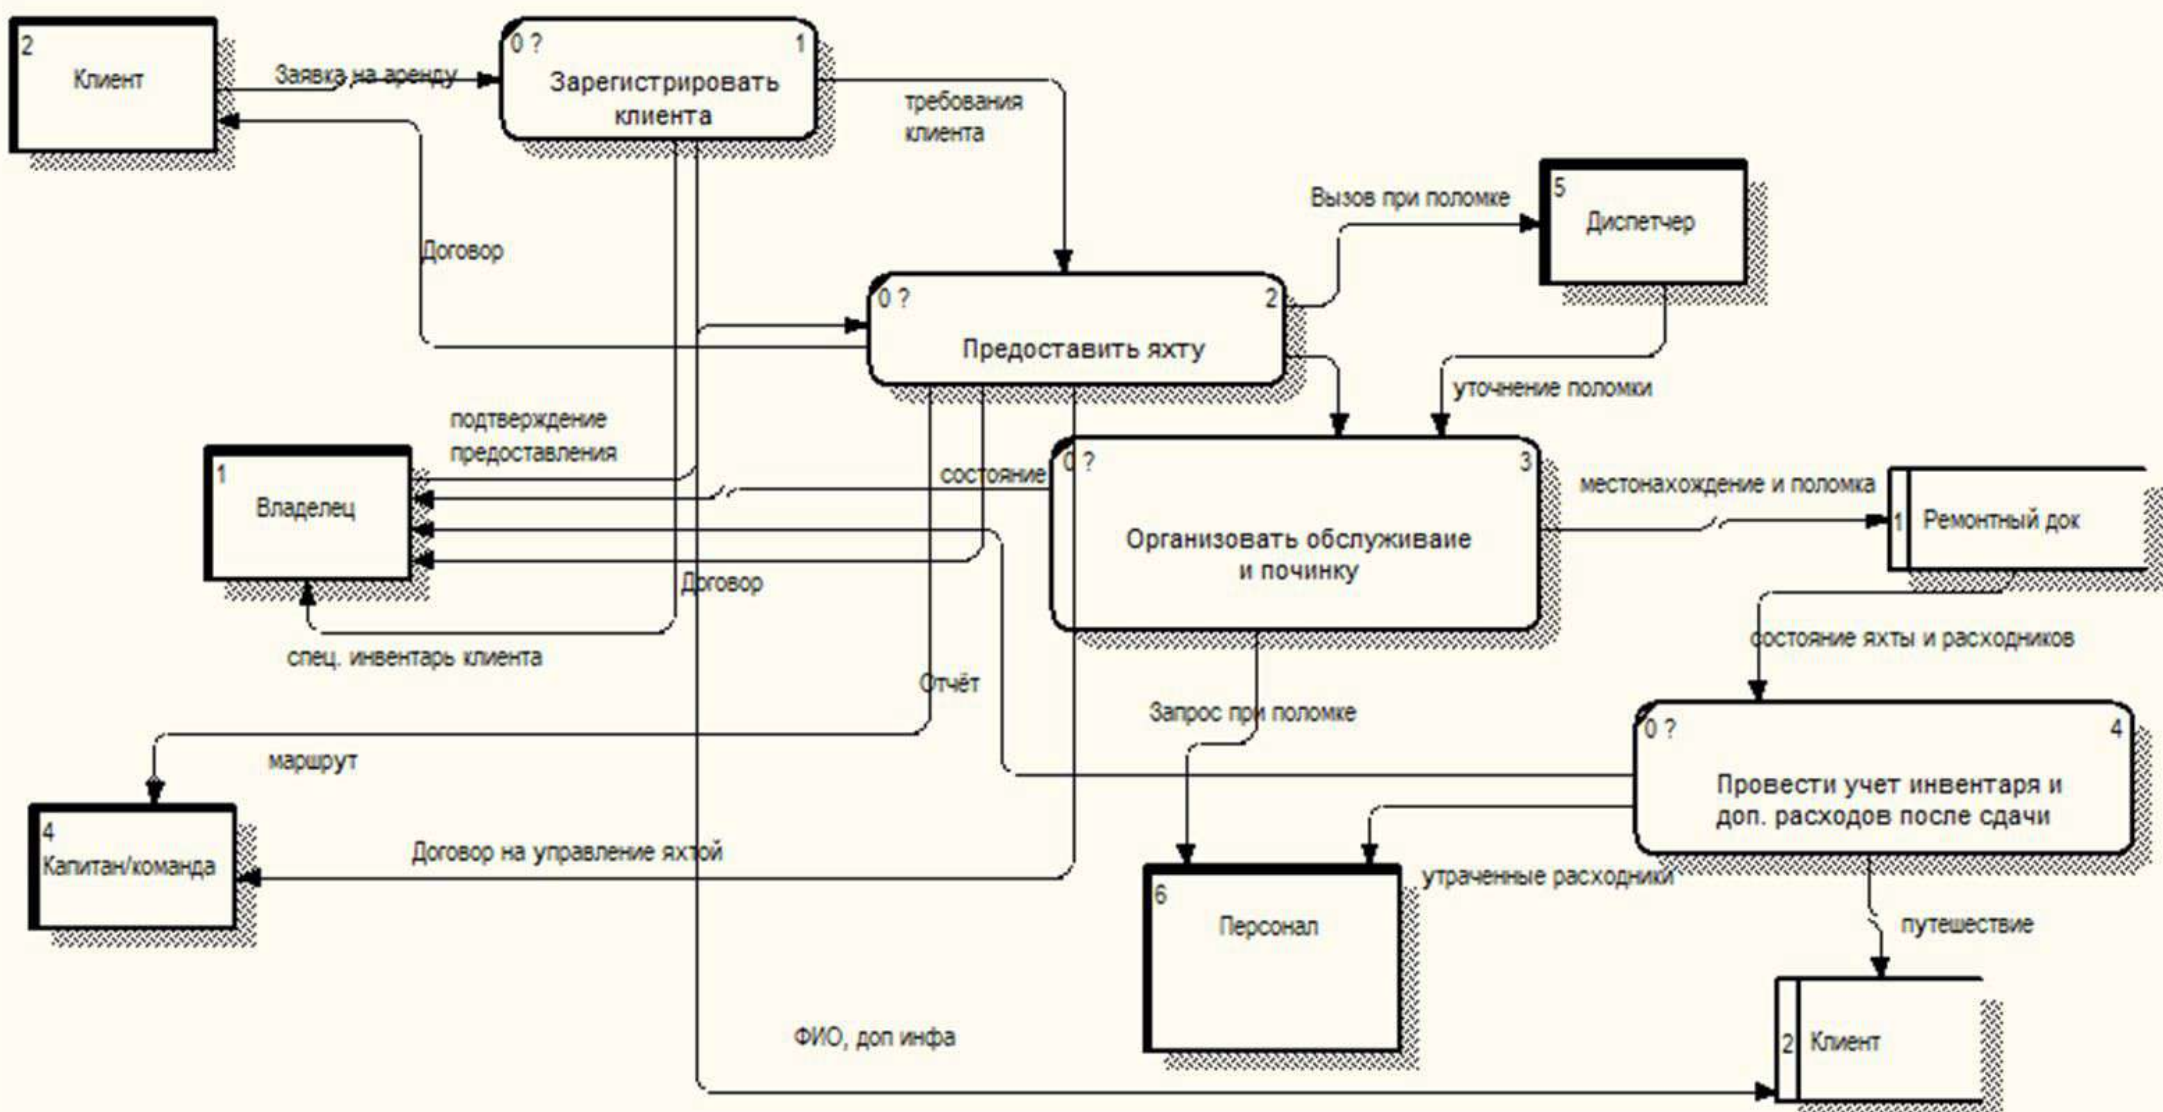 2
Клиент
Заявка на аренду
0 ?
1
Зарегистрировать
клиента
требования
клиента
Вызов при поломке
5
Диспетчер
Договор
0 ?
2
Предоставить яхту
уточнение поломки
подтверждение
предоставления
1
Владелец
состояние
0 ?
3
Организовать обслуживаие
и починку
местонахождение и поломка
1
Ремонтный док
Договор
спец. инвентарь клиента
состояние яхты и расходников
Отчёт
Запрос при поломке
0 ?
4
Провести учет инвентаря и
доп. расходов после сдачи
маршрут
4
Капитан/команда
Договор на управление яхтой
6
Персонал
утраченные расходники
путешествие
ФИО, доп инфа
2
Клиент